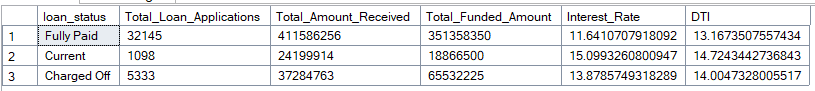 loan_status Total_Loan_Applications Total_Amount_Received Total_Funded_Amount Interest_Rate DTI
1 Fully Paid 32145 411586256 351358350 11.6410707918092 13.1673507557434
2 Current 1098 24199914 18866500 15.0993260800947 14.7243442736843
3 Charged Off 5333 37284763 65532225 13.8785749318289 14.0047328005517